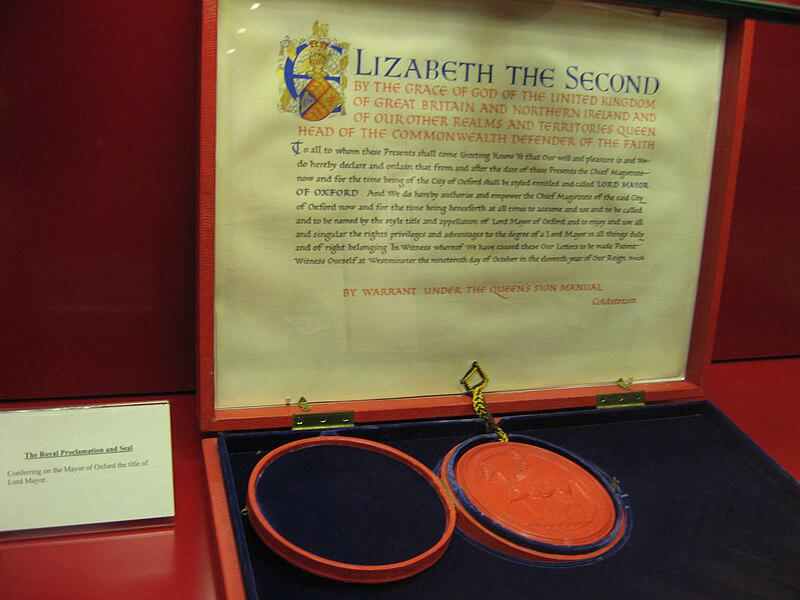 ELIZABETH THE SECOND
BY THE GRACE OF GOD OF THE UNITED KINGDOM
OF GREAT BRITAIN AND NORTHERN IRELAND AND
OF OUR OTHER REALMS AND TERRITORIES QUEEN
HEAD OF THE COMMONWEALTH DEFENDER OF THE FAITH
To all to whom these Presents shall come Greeting Know Ye that Our will and pleasure is and We
do hereby declare and ordain that from and after the date of these Presents the Chief Magistrate
now and for the time being of the City of Oxford shall be styled entitled and called LORD MAYOR
OF OXFORD And We do hereby authorise and empower the Chief Magistrate of the said City
of Oxford now and for the time being henceforth at all times to assume and use and to be called
and to be named by the style title and appellation of Lord Mayor of Oxford and to enjoy and use all
and singular the rights privileges and advantages to the degree of a Lord Mayor in all things duly
and of right belonging In Witness whereof We have caused these Our Letters to be made Patent
Witness Ourself at Westminster the nineteenth day of October in the eleventh year of Our Reign
BY WARRANT UNDER THE QUEEN'S SIGN MANUAL
Coldstream
The Royal Proclamation and Seal
Conferring on the Mayor of Oxford the title of
Lord Mayor.